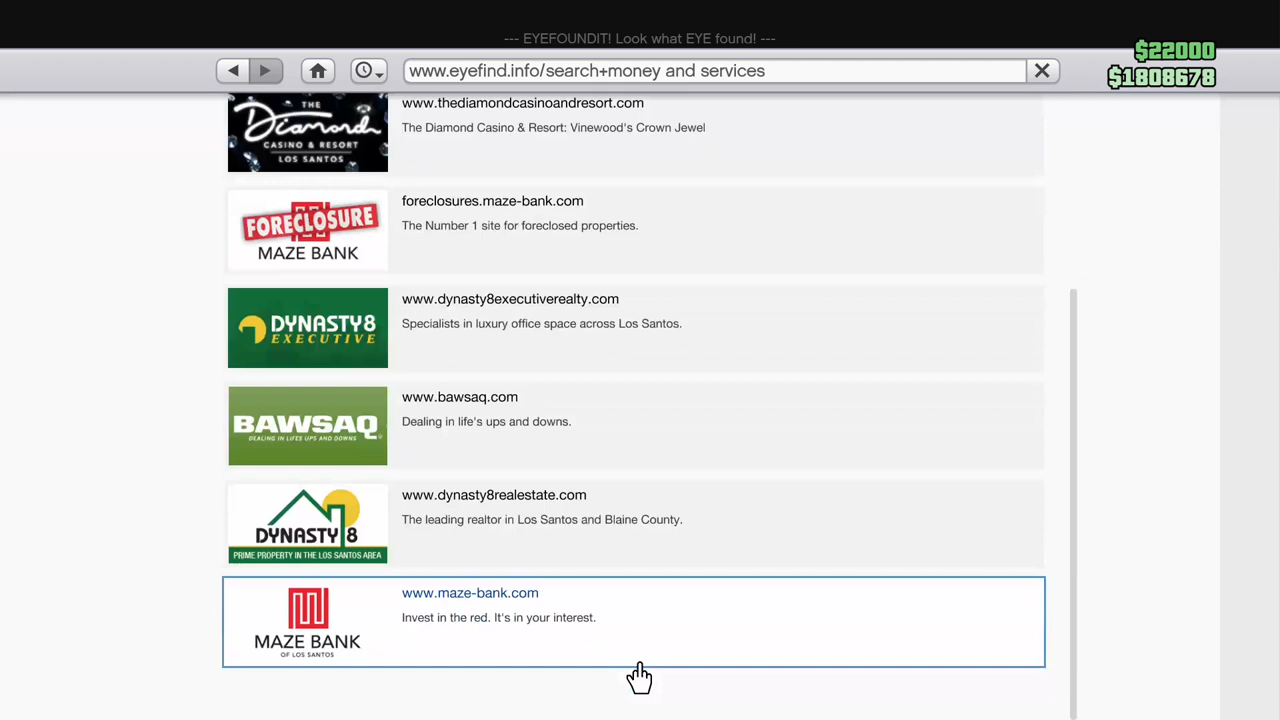 --- EYEFOUNDIT! Look what EYE found! ---
$22000
www.eyefind.info/search+money and services
$1808678
THE
Diamond
CASINO & RESORT
LOS SANTOS
www.thediamondcasinoandresort.com
The Diamond Casino & Resort: Vinewood's Crown Jewel
FORECLOSURE
MAZE BANK
foreclosures.maze-bank.com
The Number 1 site for foreclosed properties.
DYNASTY8
EXECUTIVE
www.dynasty8executiverealty.com
Specialists in luxury office space across Los Santos.
BAWSAQ
DEALING IN LIFES UPS AND DOWNS
www.bawsaq.com
Dealing in life's ups and downs.
DYNASTY 8
PRIME PROPERTY IN THE LOS SANTOS AREA
www.dynasty8realestate.com
The leading realtor in Los Santos and Blaine County.
MAZE BANK
OF LOS SANTOS
www.maze-bank.com
Invest in the red. It's in your interest.